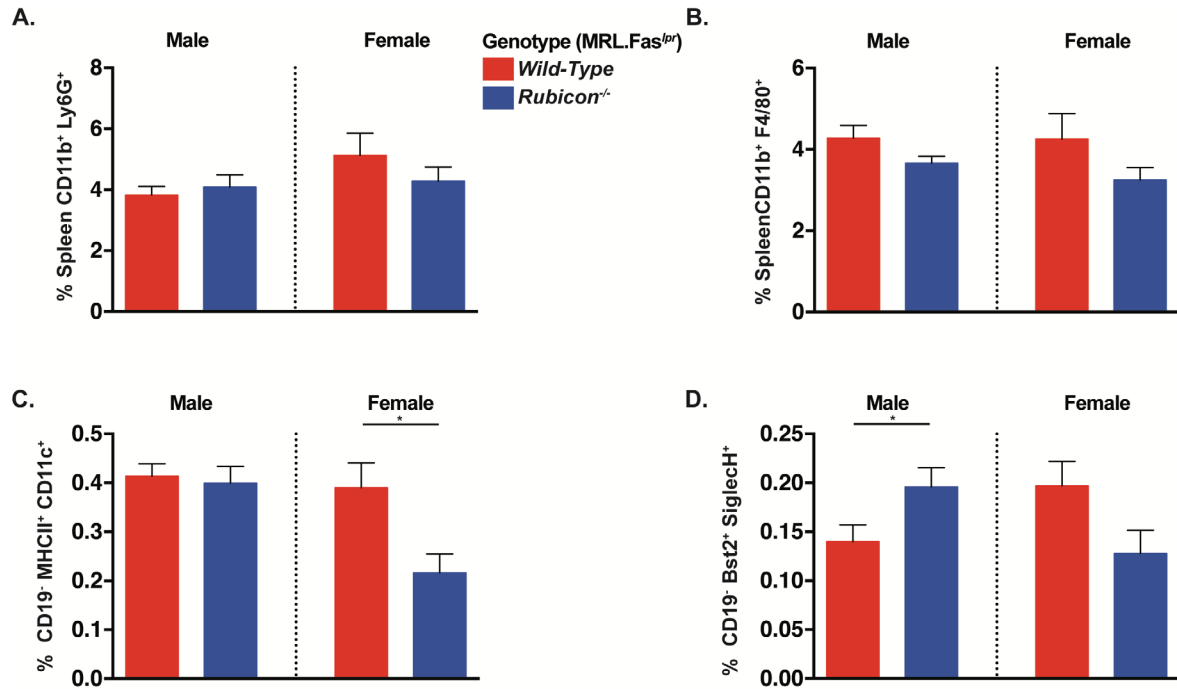 A.
Male
Female
% Spleen CD11b⁺ Ly6G⁺
8
6
4
2
0
Genotype (MRL.Fasˡᵖʳ)
Wild-Type
Rubicon⁻/⁻
B.
Male
Female
% SpleenCD11b⁺ F4/80⁺
6
4
2
0
C.
Male
Female
% CD19⁻ MHCII⁺ CD11c⁺
0.5
0.4
0.3
0.2
0.1
0.0
*
D.
Male
Female
% CD19⁻ Bst2⁺ SiglecH⁺
0.25
0.20
0.15
0.10
0.05
0.00
*